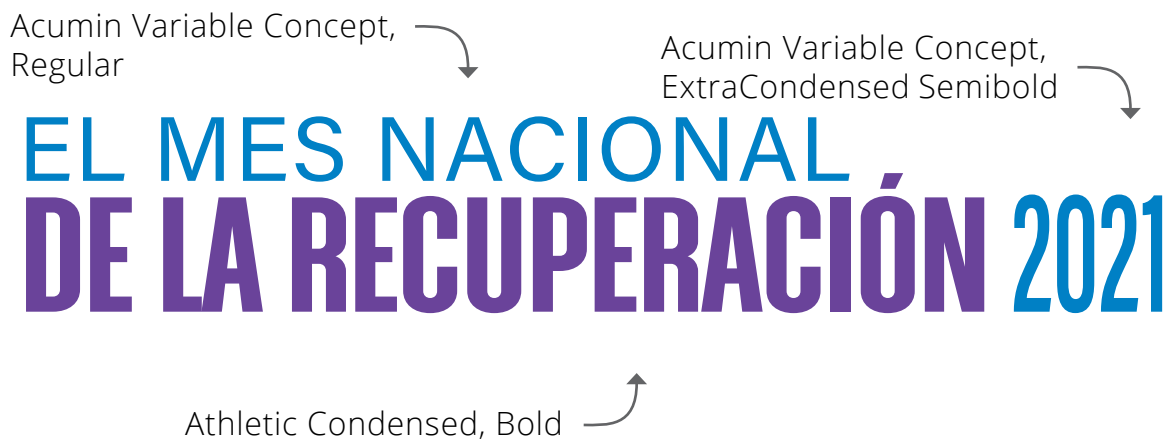 Acumin Variable Concept,
Regular
Acumin Variable Concept,
ExtraCondensed Semibold
EL MES NACIONAL
DE LA RECUPERACIÓN 2021
Athletic Condensed, Bold